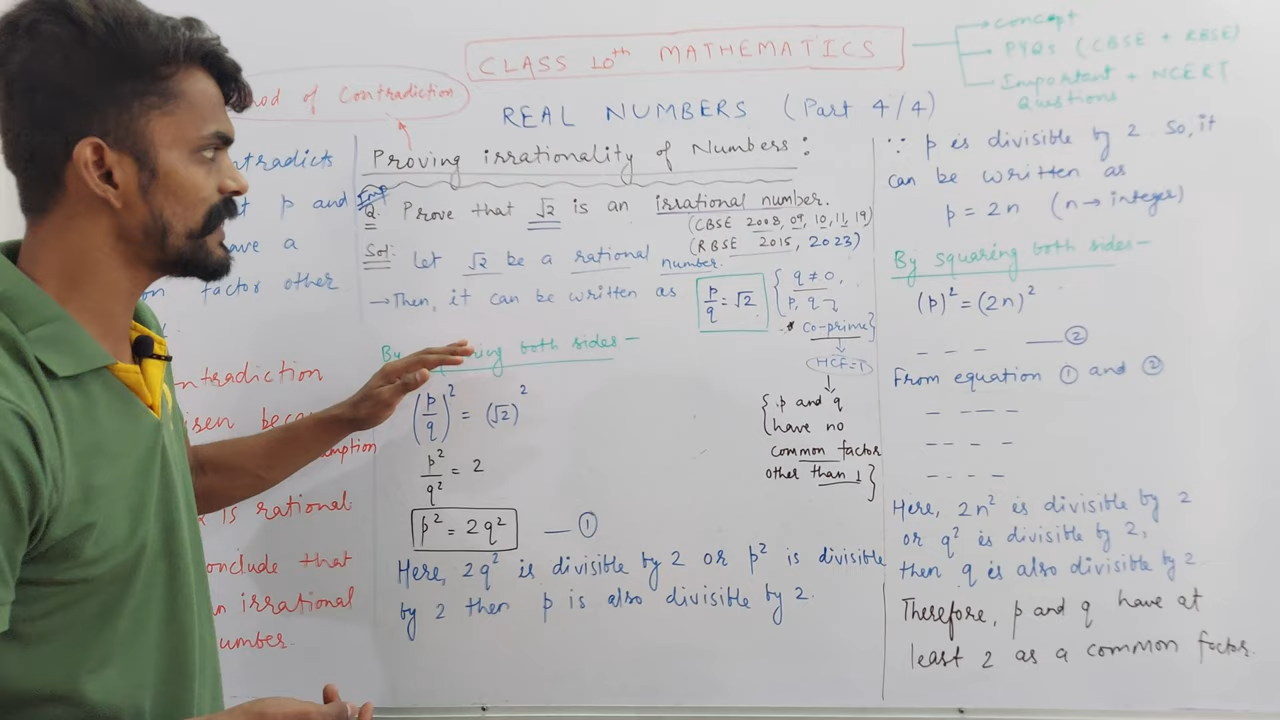 CLASS 10th MATHEMATICS
concept
PYQs (CBSE + RBSE)
Important + NCERT
Questions
of Contradiction
REAL NUMBERS (Part 4/4)
Proving irrationality of Numbers:
Imp
Q. Prove that √2 is an irrational number.
(CBSE 2008, 09, 10, 11, 19)
(RBSE 2015, 2023)
Sol: Let √2 be a rational number.
→ Then, it can be written as p/q = √2 { q ≠ 0,
p, q →
* Co-prime }
HCF=1
{ p and q
have no
common factor
other than 1 }
both sides —
(p/q)² = (√2)²
p²/q² = 2
p² = 2q² — ①
Here, 2q² is divisible by 2 or p² is divisible
by 2 then p is also divisible by 2.
∵ p is divisible by 2 so, it
can be written as
p = 2n (n → integer)
By squaring both sides —
(p)² = (2n)²
– – – — ②
From equation ① and ②
– – – –
– – – –
– – – –
Here, 2n² is divisible by 2
or q² is divisible by 2,
then q is also divisible by 2
Therefore, p and q have at
least 2 as a common factor.
p and
have a
factor other
is rational
that
irrational